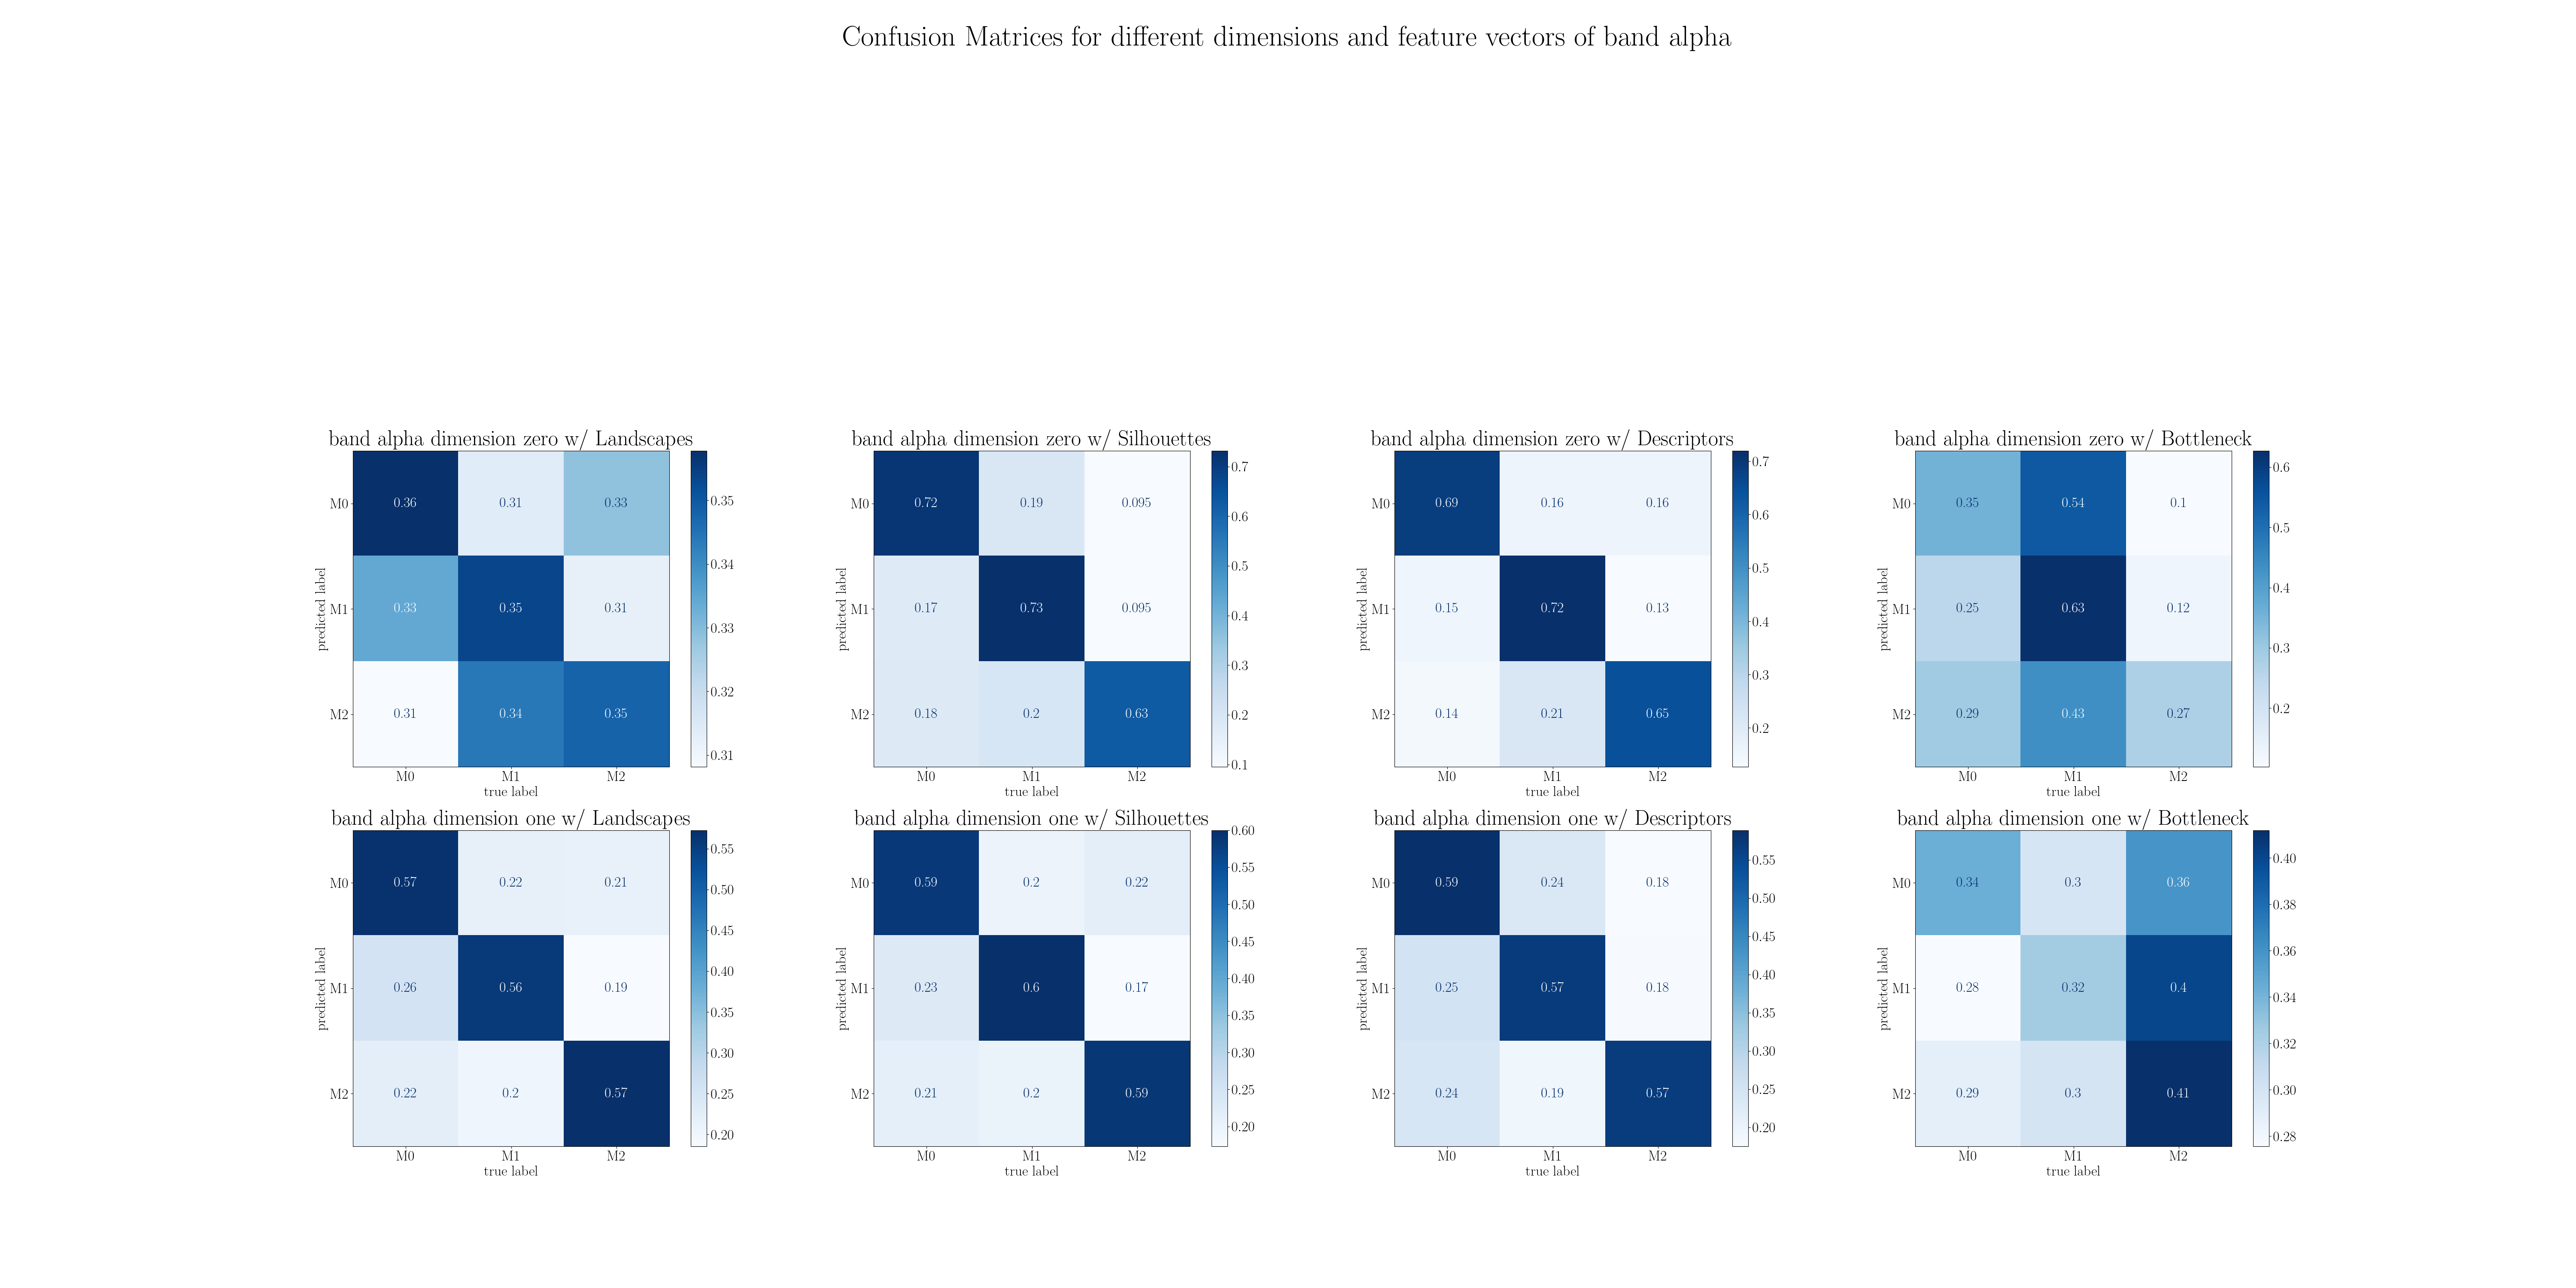 Confusion Matrices for different dimensions and feature vectors of band alpha
band alpha dimension zero w/ Landscapes
M0 0.36 0.31 0.33
M1 0.33 0.35 0.31
M2 0.31 0.34 0.35
M0 M1 M2
true label
predicted label
0.35
0.34
0.33
0.32
0.31
band alpha dimension zero w/ Silhouettes
M0 0.72 0.19 0.095
M1 0.17 0.73 0.095
M2 0.18 0.2 0.63
M0 M1 M2
true label
predicted label
0.7
0.6
0.5
0.4
0.3
0.2
0.1
band alpha dimension zero w/ Descriptors
M0 0.69 0.16 0.16
M1 0.15 0.72 0.13
M2 0.14 0.21 0.65
M0 M1 M2
true label
predicted label
0.7
0.6
0.5
0.4
0.3
0.2
band alpha dimension zero w/ Bottleneck
M0 0.35 0.54 0.1
M1 0.25 0.63 0.12
M2 0.29 0.43 0.27
M0 M1 M2
true label
predicted label
0.6
0.5
0.4
0.3
0.2
band alpha dimension one w/ Landscapes
M0 0.57 0.22 0.21
M1 0.26 0.56 0.19
M2 0.22 0.2 0.57
M0 M1 M2
true label
predicted label
0.55
0.50
0.45
0.40
0.35
0.30
0.25
0.20
band alpha dimension one w/ Silhouettes
M0 0.59 0.2 0.22
M1 0.23 0.6 0.17
M2 0.21 0.2 0.59
M0 M1 M2
true label
predicted label
0.60
0.55
0.50
0.45
0.40
0.35
0.30
0.25
0.20
band alpha dimension one w/ Descriptors
M0 0.59 0.24 0.18
M1 0.25 0.57 0.18
M2 0.24 0.19 0.57
M0 M1 M2
true label
predicted label
0.55
0.50
0.45
0.40
0.35
0.30
0.25
0.20
band alpha dimension one w/ Bottleneck
M0 0.34 0.3 0.36
M1 0.28 0.32 0.4
M2 0.29 0.3 0.41
M0 M1 M2
true label
predicted label
0.40
0.38
0.36
0.34
0.32
0.30
0.28